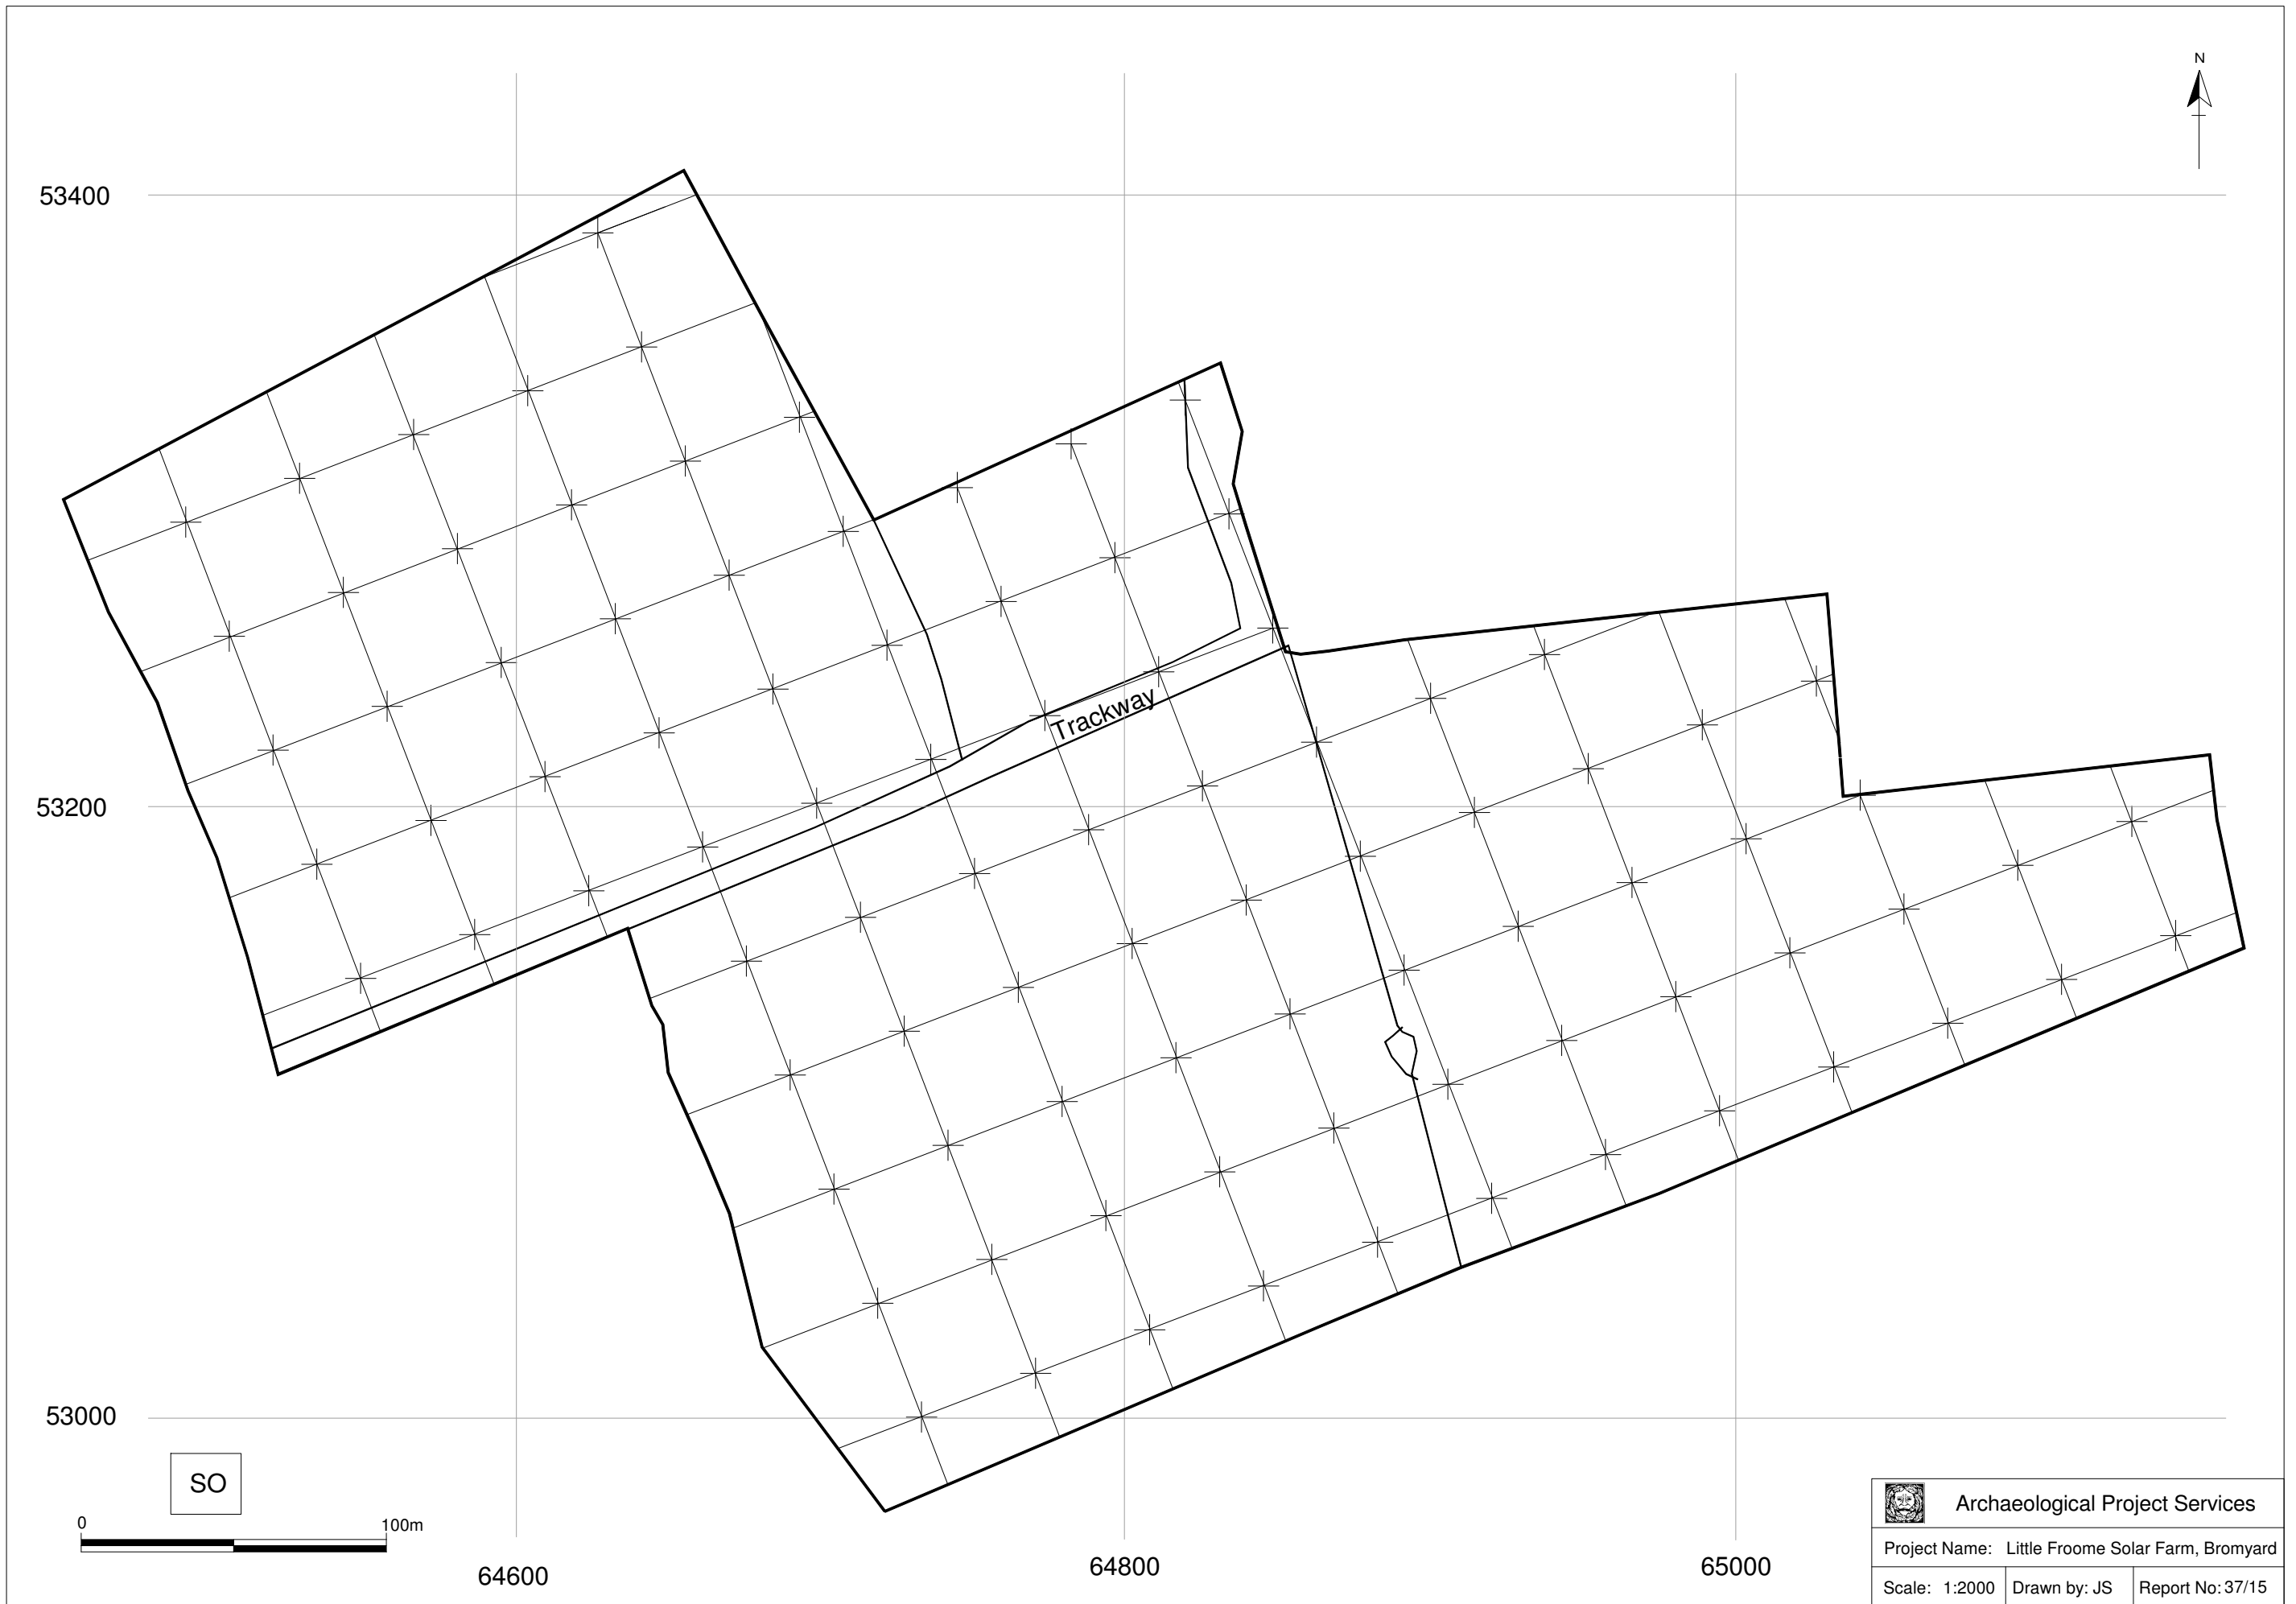 N
53400
Trackway
53200
53000
SO
0 100m
64600
64800
65000
Archaeological Project Services
Project Name: Little Froome Solar Farm, Bromyard
Scale: 1:2000 Drawn by: JS Report No: 37/15